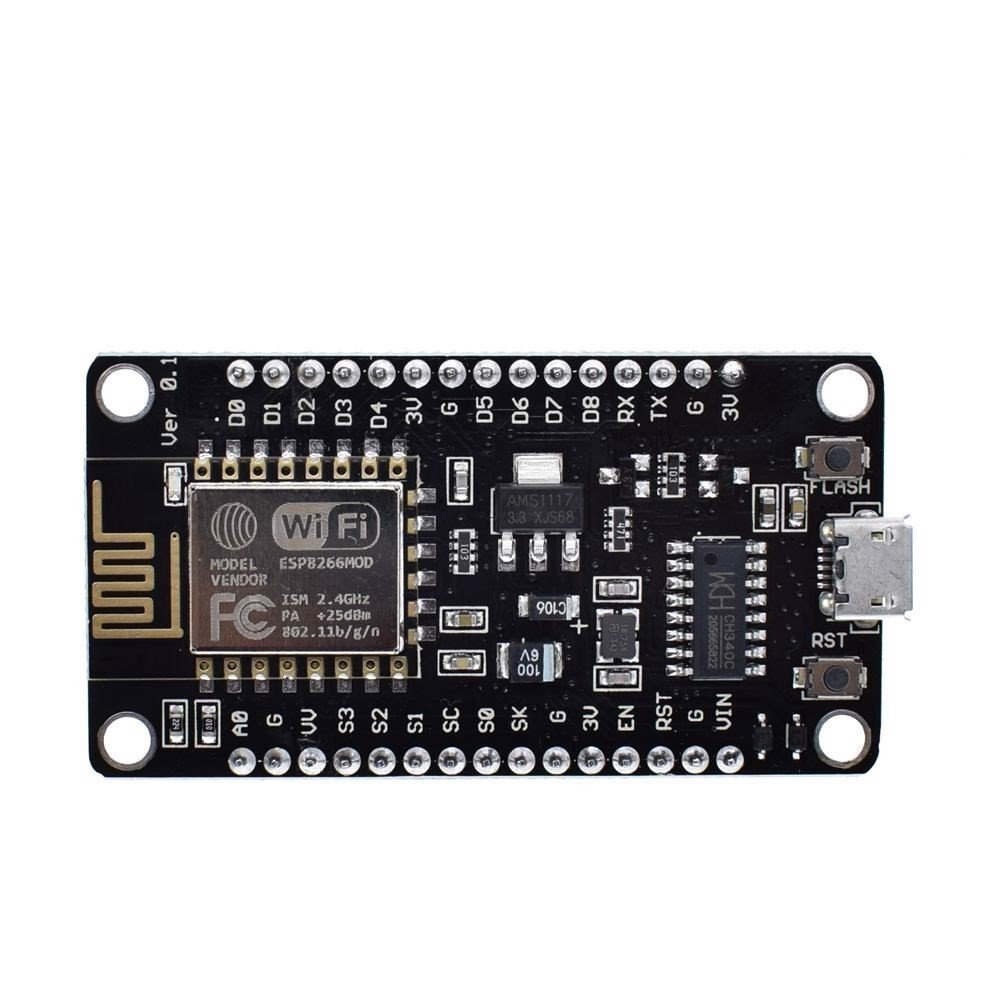 Ver 0.1
D0 D1 D2 D3 D4 3V G D5 D6 D7 D8 RX TX G 3V
FLASH
WiFi
MODEL ESP8266MOD
VENDOR
FC ISM 2.4GHz
PA +25dBm
802.11b/g/n
AMS1117
3.3 XJS68
103
103
471
C106
+
100
6V
WCH
CH340C
205665822
RST
A0 G VV S3 S2 S1 SC S0 SK G 3V EN RST G VIN